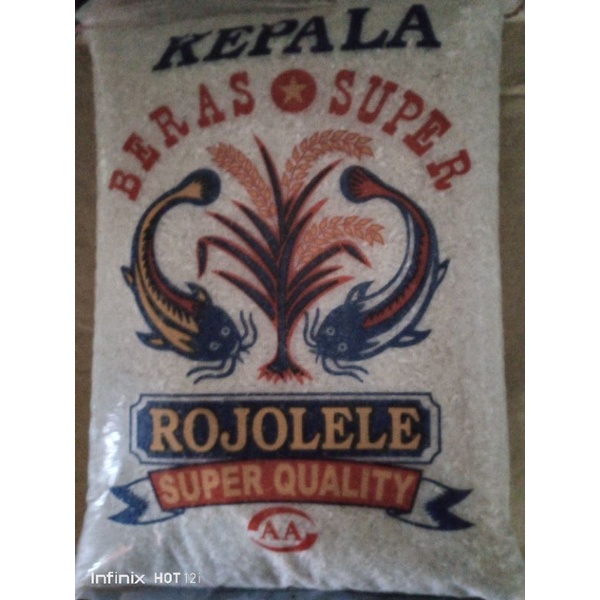 KEPALA
BERAS SUPER
ROJOLELE
SUPER QUALITY
AA
Infinix HOT 12i